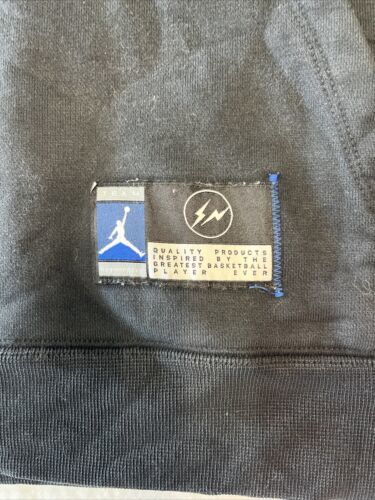 QUALITY PRODUCTS
INSPIRED BY THE
GREATEST BASKETBALL
PLAYER EVER